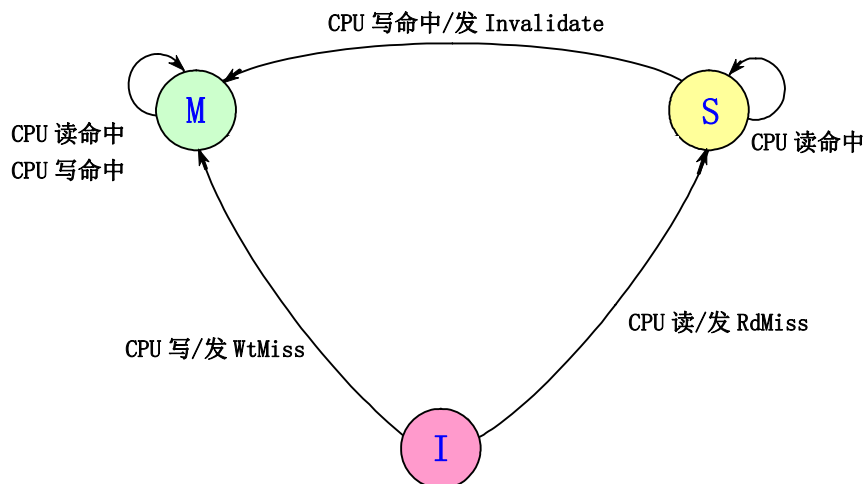 CPU 写命中/发 Invalidate
M
S
CPU 读命中
CPU 写命中
CPU 读命中
CPU 写/发 WtMiss
CPU 读/发 RdMiss
I